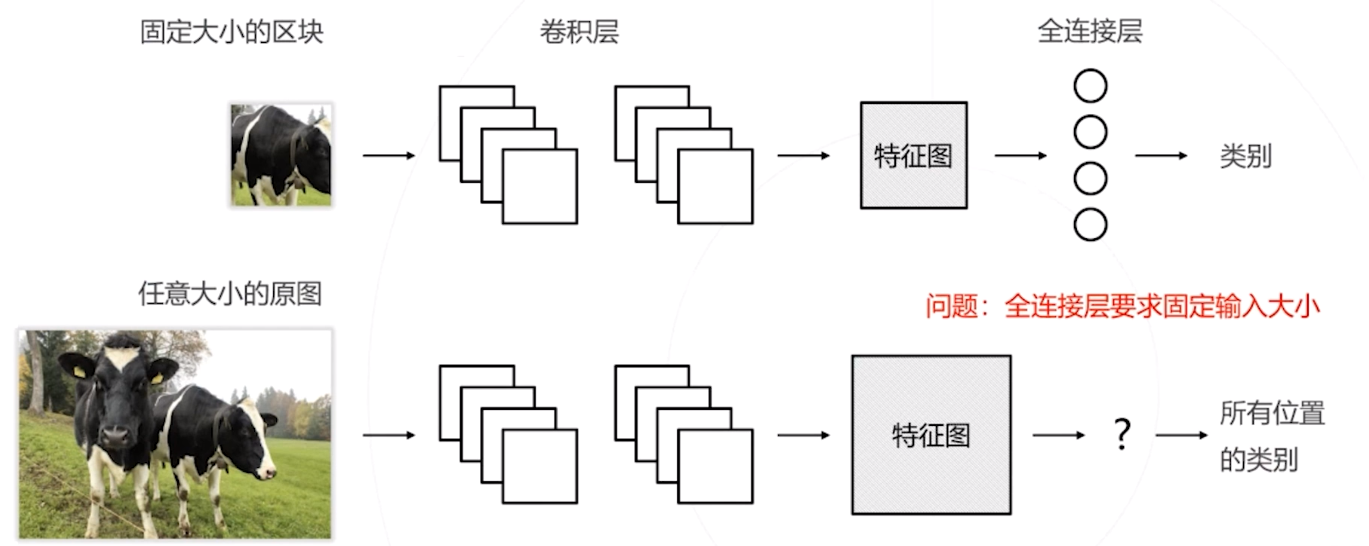 固定大小的区块
卷积层
全连接层
特征图
类别
任意大小的原图
问题：全连接层要求固定输入大小
特征图
?
所有位置
的类别